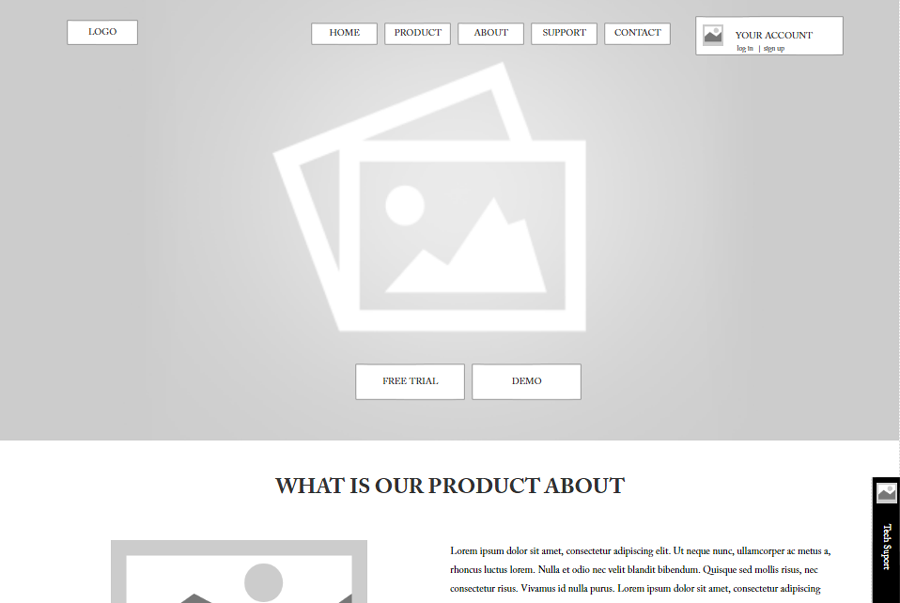 LOGO
HOME
PRODUCT
ABOUT
SUPPORT
CONTACT
YOUR ACCOUNT
log in | sign up
FREE TRIAL
DEMO
WHAT IS OUR PRODUCT ABOUT
Lorem ipsum dolor sit amet, consectetur adipiscing elit. Ut neque nunc, ullamcorper ac metus a,
rhoncus luctus lorem. Nulla et odio nec velit blandit bibendum. Quisque sed mollis risus, nec
consectetur risus. Vivamus id nulla purus. Lorem ipsum dolor sit amet, consectetur adipiscing
Tech Supore